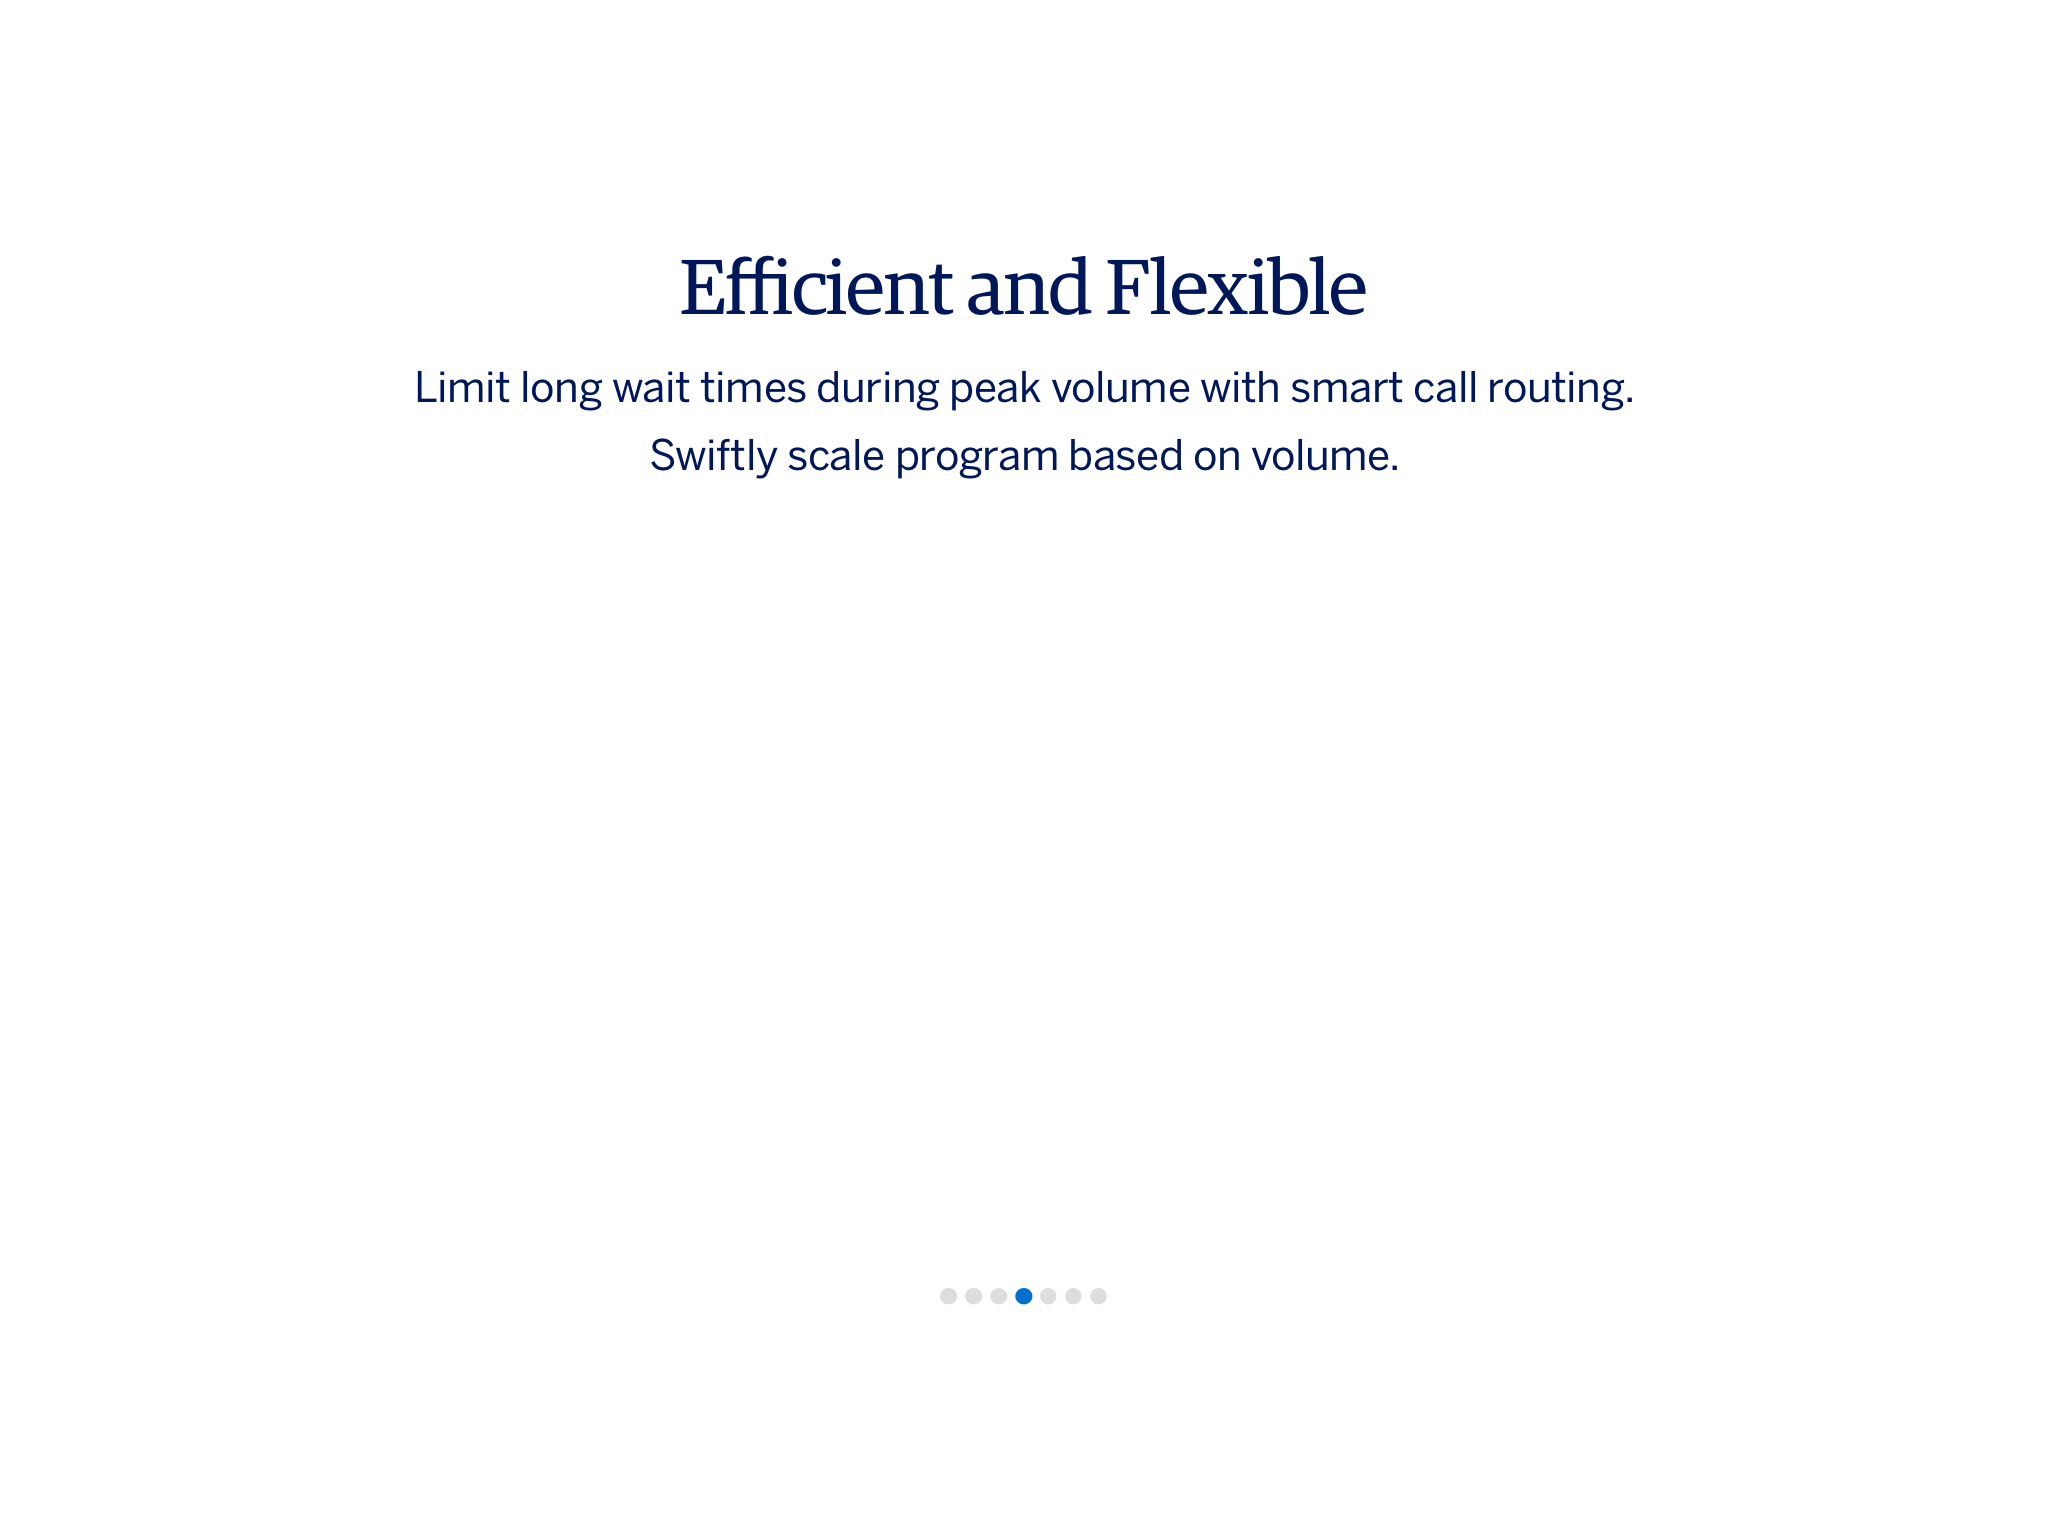 Efficient and Flexible
Limit long wait times during peak volume with smart call routing.
Swiftly scale program based on volume.